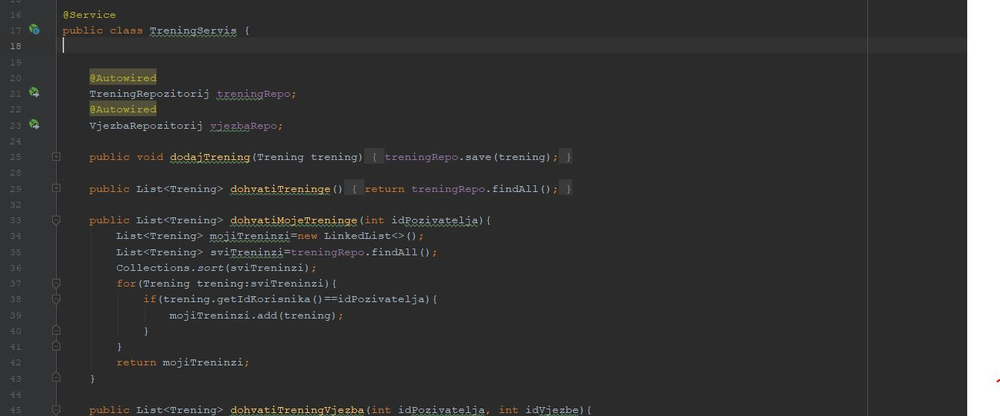 16 @Service
17 public class TreningServis {
18
19
20 @Autowired
21 TreningRepozitorij treningRepo;
22 @Autowired
23 VjezbaRepozitorij vjezbaRepo;
24
25 public void dodajTrening(Trening trening) { treningRepo.save(trening); }
28
29 public List<Trening> dohvatiTreninge() { return treningRepo.findAll(); }
32
33 public List<Trening> dohvatiMojeTreninge(int idPozivatelja){
34 List<Trening> mojiTreninzi=new LinkedList<>();
35 List<Trening> sviTreninzi=treningRepo.findAll();
36 Collections.sort(sviTreninzi);
37 for(Trening trening:sviTreninzi){
38 if(trening.getIdKorisnika()==idPozivatelja){
39 mojiTreninzi.add(trening);
40 }
41 }
42 return mojiTreninzi;
43 }
44
45 public List<Trening> dohvatiTreningVjezba(int idPozivatelja, int idVjezbe){